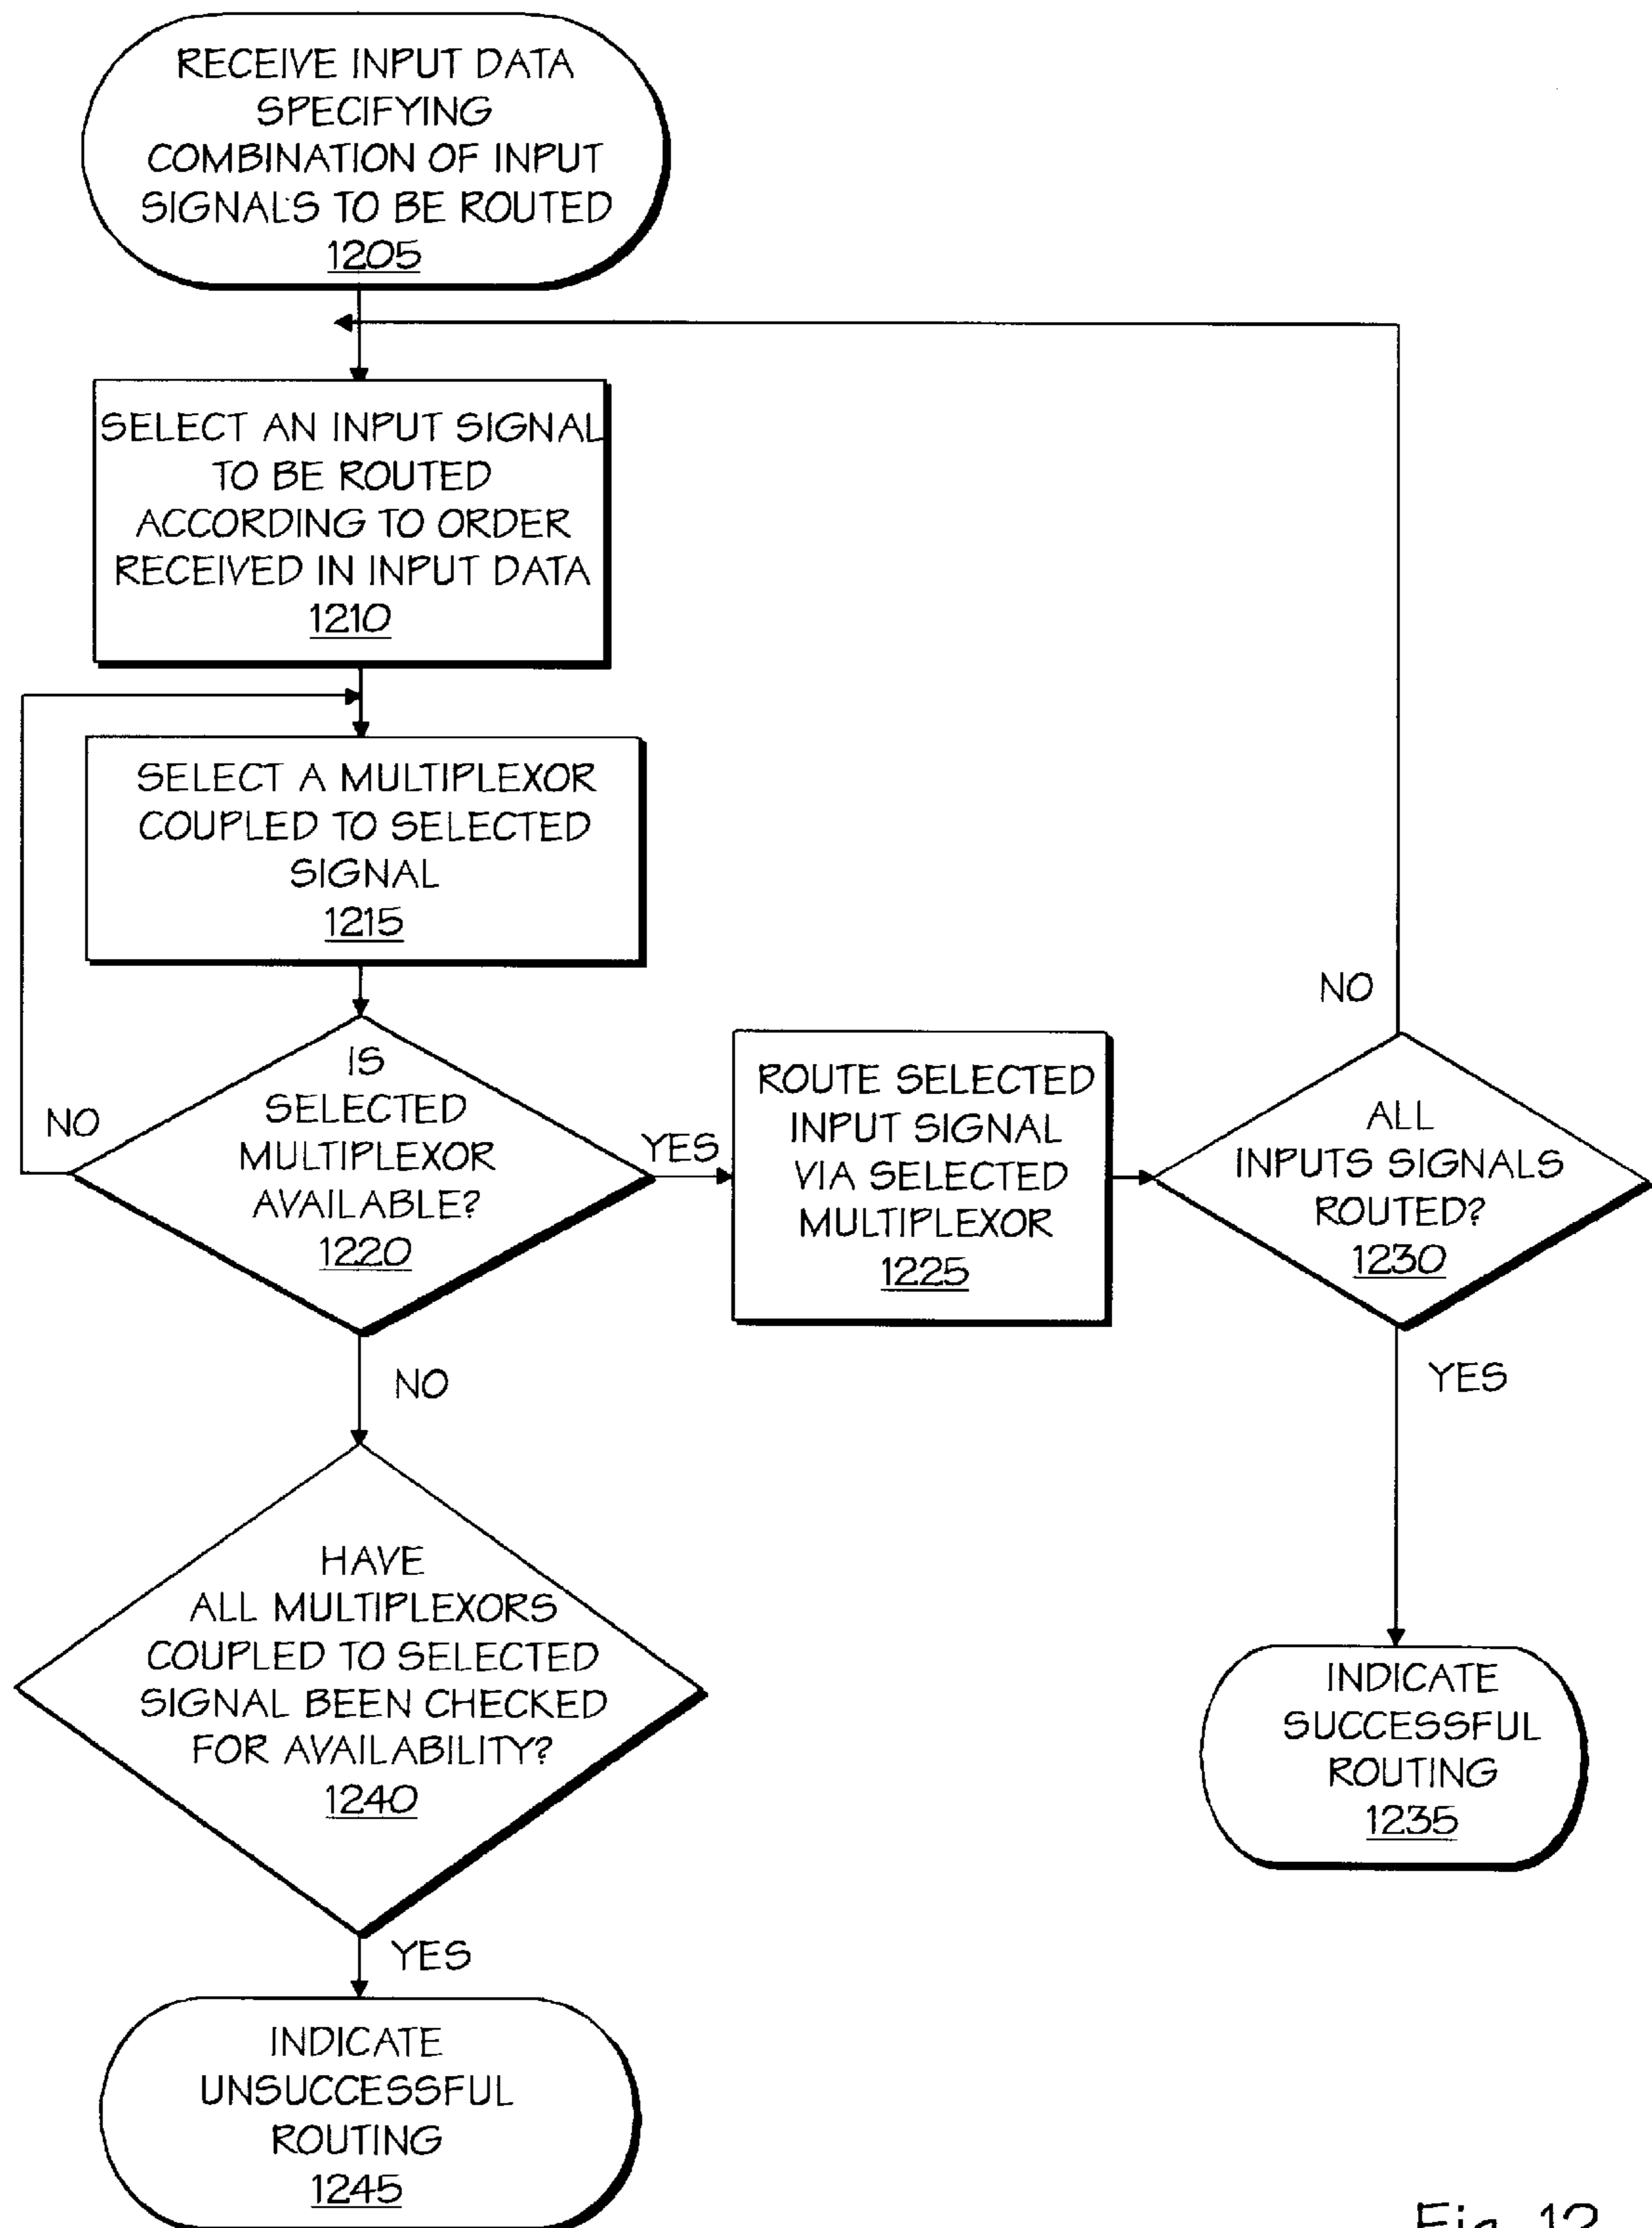 RECEIVE INPUT DATA
SPECIFYING
COMBINATION OF INPUT
SIGNALS TO BE ROUTED
1205
SELECT AN INPUT SIGNAL
TO BE ROUTED
ACCORDING TO ORDER
RECEIVED IN INPUT DATA
1210
SELECT A MULTIPLEXOR
COUPLED TO SELECTED
SIGNAL
1215
IS
SELECTED
MULTIPLEXOR
AVAILABLE?
1220
NO
YES
ROUTE SELECTED
INPUT SIGNAL
VIA SELECTED
MULTIPLEXOR
1225
NO
ALL
INPUTS SIGNALS
ROUTED?
1230
NO
YES
HAVE
ALL MULTIPLEXORS
COUPLED TO SELECTED
SIGNAL BEEN CHECKED
FOR AVAILABILITY?
1240
INDICATE
SUCCESSFUL
ROUTING
1235
YES
INDICATE
UNSUCCESSFUL
ROUTING
1245
Fig. 12